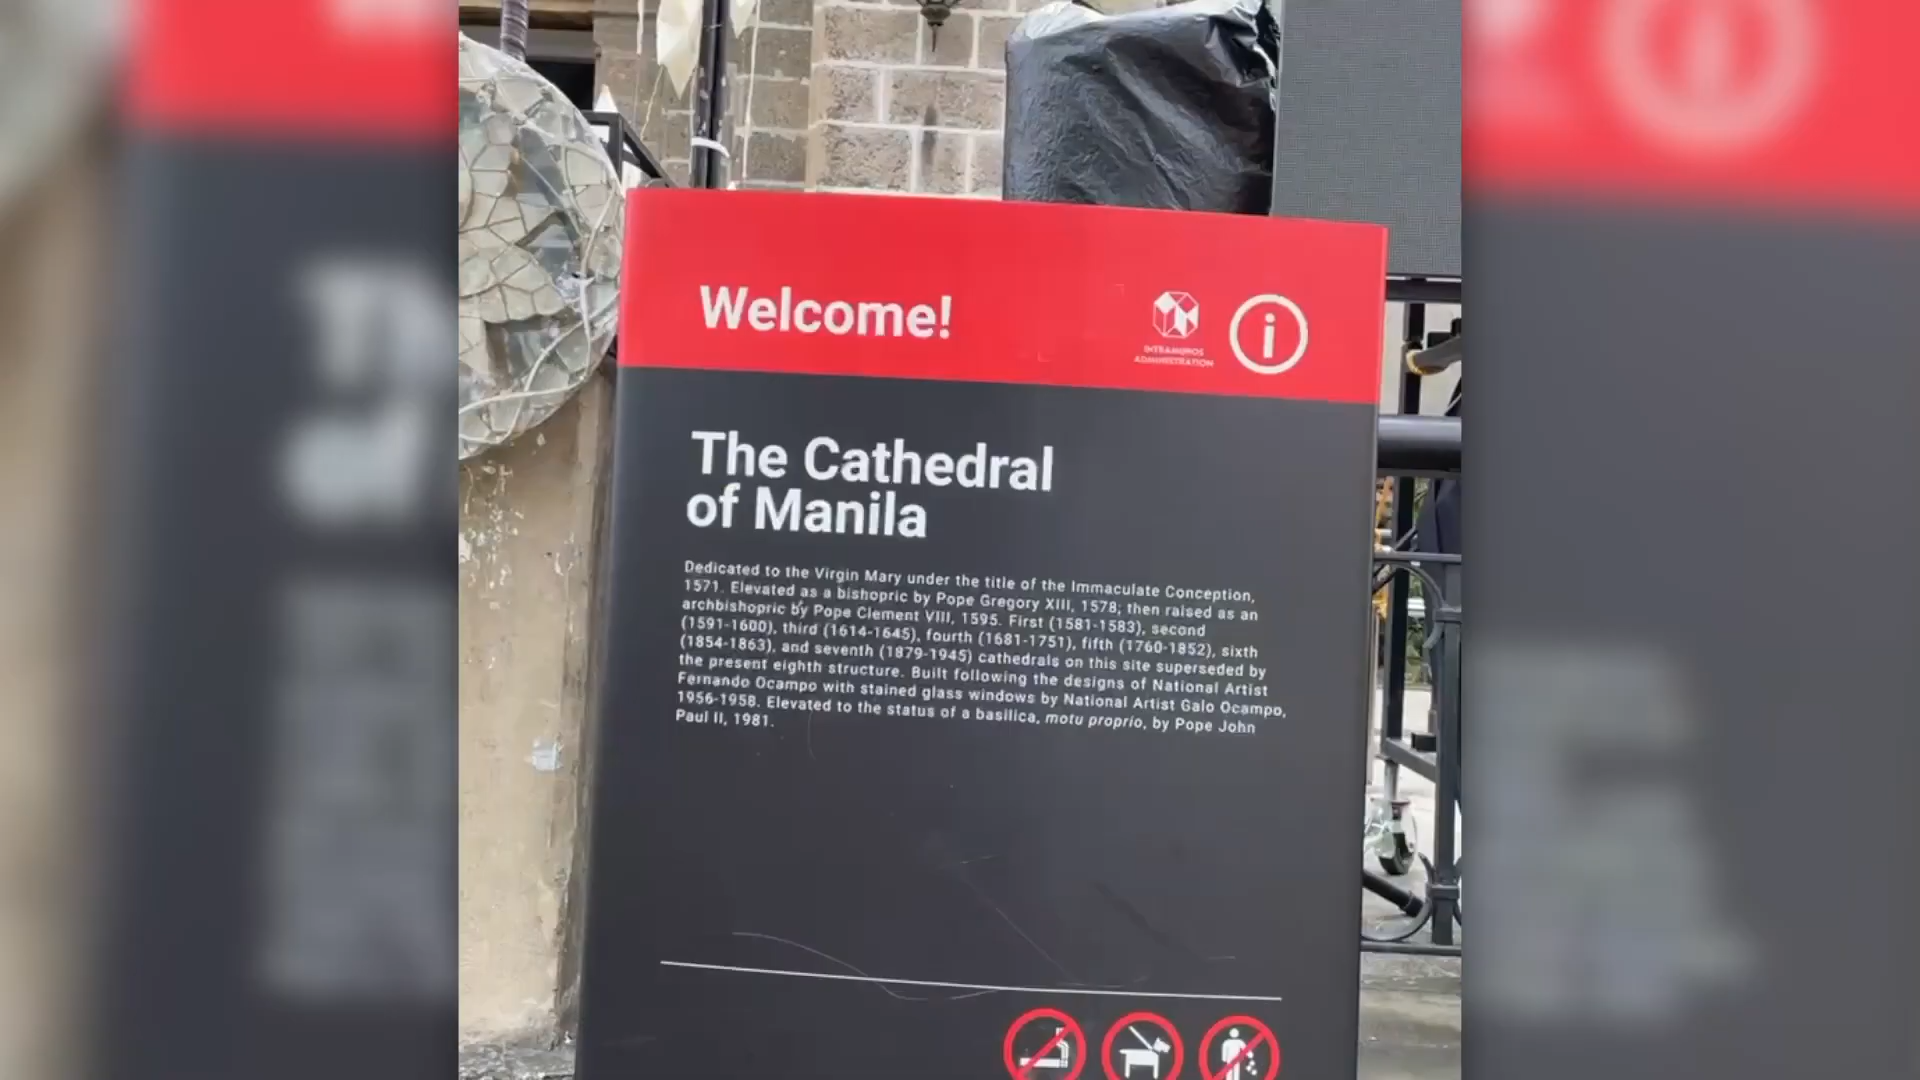 Welcome!
INTRAMUROS
ADMINISTRATION
The Cathedral
of Manila
Dedicated to the Virgin Mary under the title of the Immaculate Conception,
1571. Elevated as a bishopric by Pope Gregory XIII, 1578; then raised as an
archbishopric by Pope Clement VIII, 1595. First (1581-1583), second
(1591-1600), third (1614-1645), fourth (1681-1751), fifth (1760-1852), sixth
(1854-1863), and seventh (1879-1945) cathedrals on this site superseded by
the present eighth structure. Built following the designs of National Artist
Fernando Ocampo with stained glass windows by National Artist Galo Ocampo,
1956-1958. Elevated to the status of a basilica, motu proprio, by Pope John
Paul II, 1981.